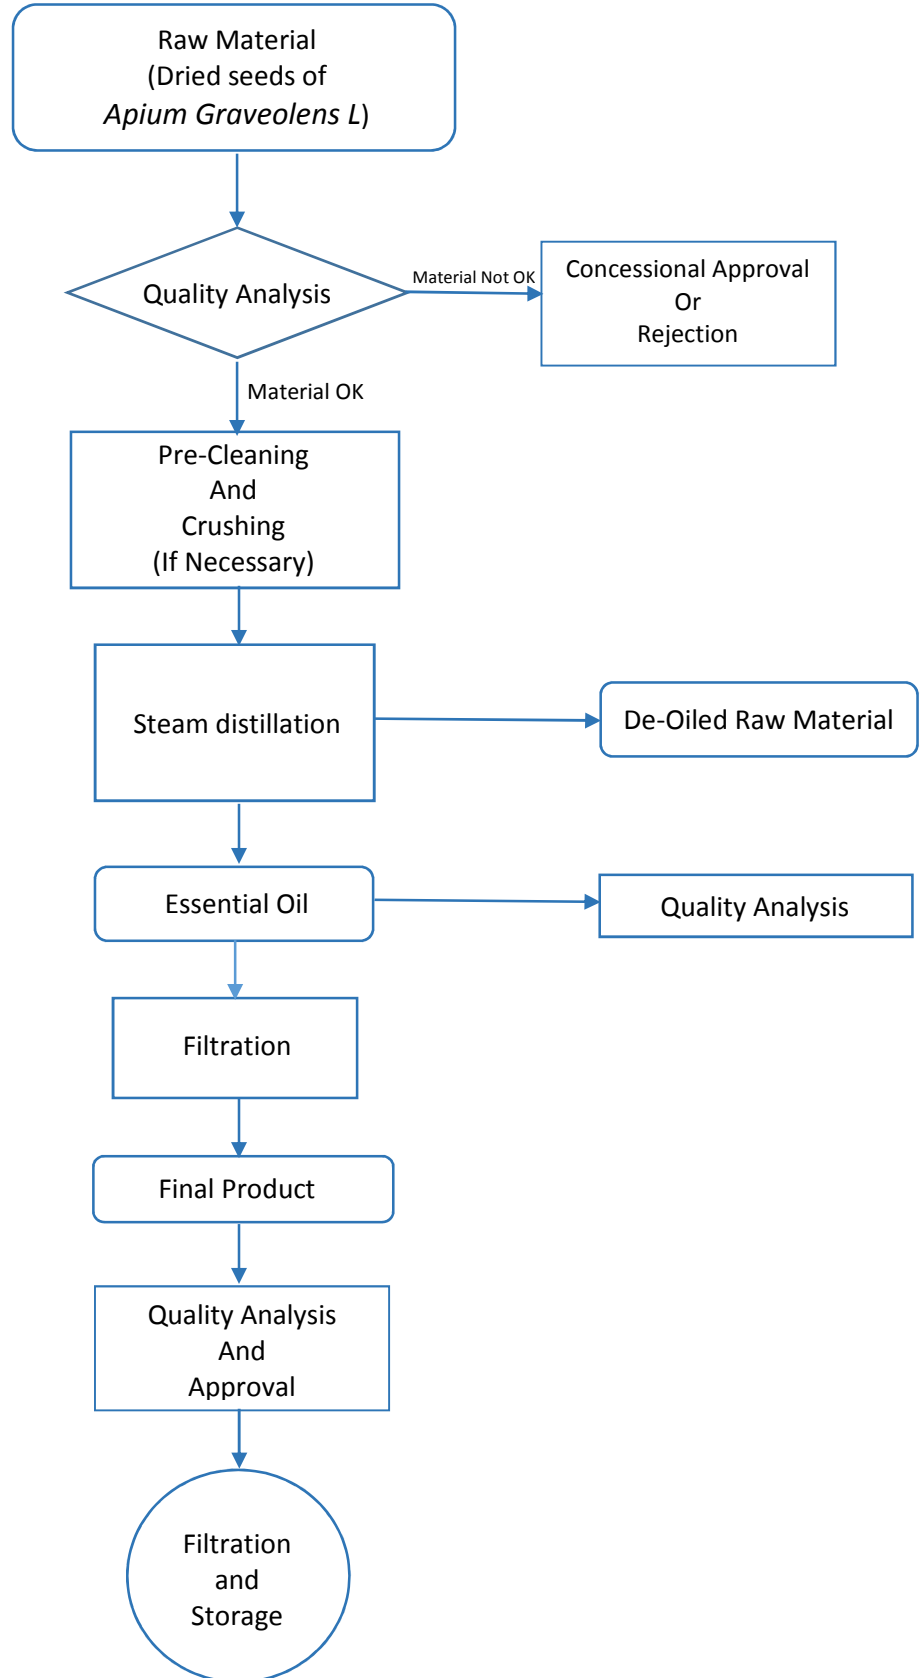 Raw Material
(Dried seeds of
Apium Graveolens L)
Quality Analysis
Material Not OK
Concessional Approval
Or
Rejection
Material OK
Pre-Cleaning
And
Crushing
(If Necessary)
Steam distillation
De-Oiled Raw Material
Essential Oil
Quality Analysis
Filtration
Final Product
Quality Analysis
And
Approval
Filtration
and
Storage